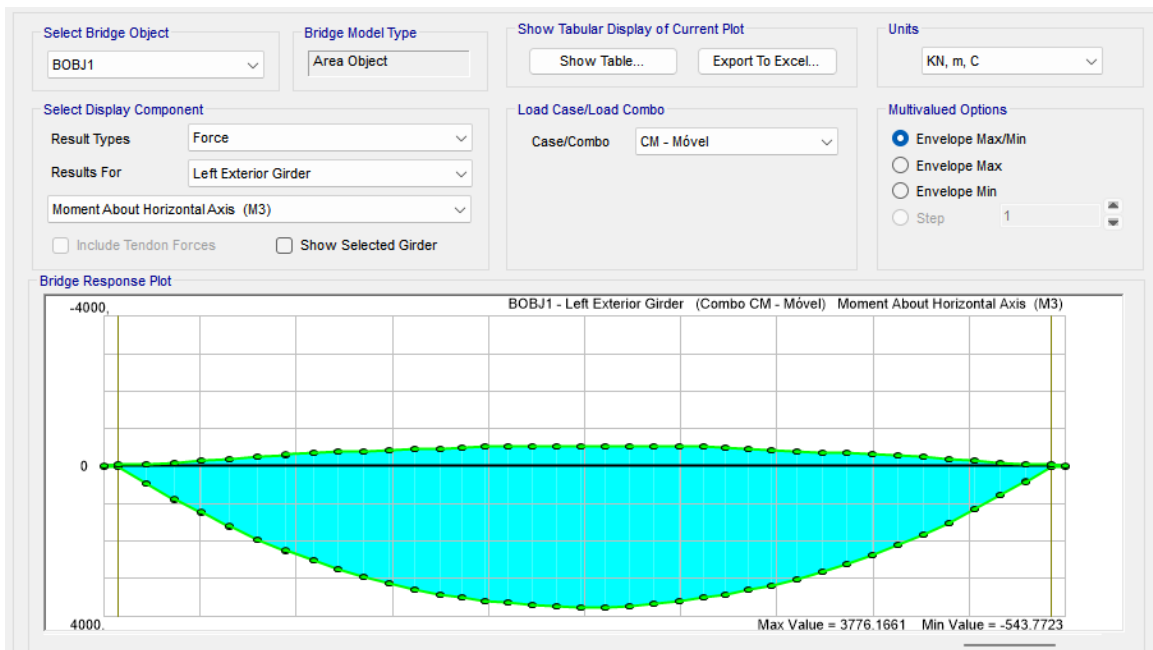 Select Bridge Object
BOBJ1
Bridge Model Type
Area Object
Show Tabular Display of Current Plot
Show Table...
Export To Excel...
Units
KN, m, C
Select Display Component
Result Types
Force
Results For
Left Exterior Girder
Moment About Horizontal Axis (M3)
Include Tendon Forces
Show Selected Girder
Load Case/Load Combo
Case/Combo
CM - Móvel
Multivalued Options
Envelope Max/Min
Envelope Max
Envelope Min
Step
1
Bridge Response Plot
-4000,
BOBJ1 - Left Exterior Girder (Combo CM - Móvel) Moment About Horizontal Axis (M3)
0
4000.
Max Value = 3776.1661 Min Value = -543.7723